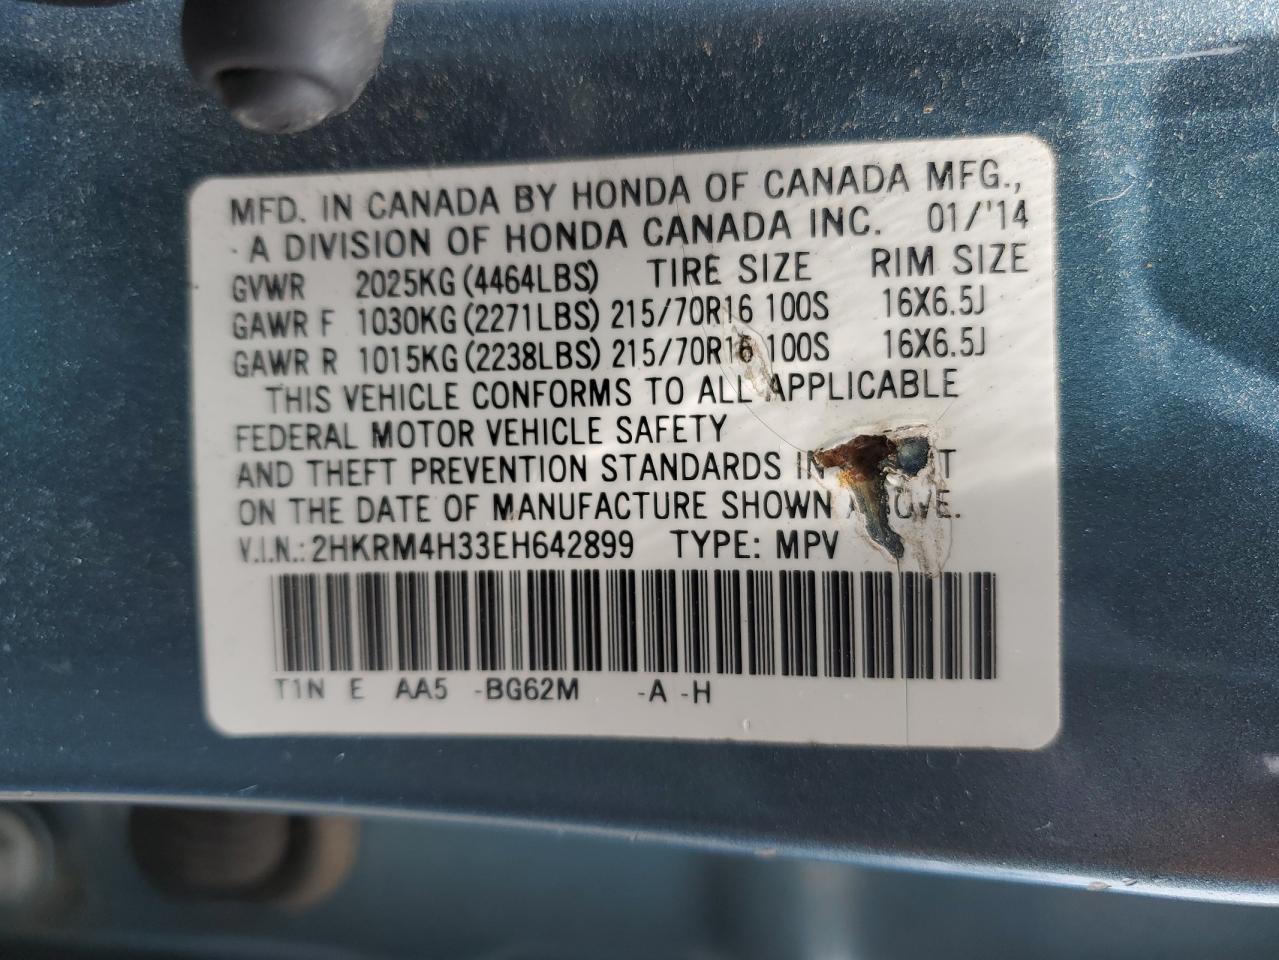 MFD. IN CANADA BY HONDA OF CANADA MFG.,
- A DIVISION OF HONDA CANADA INC. 01/'14
GVWR 2025KG (4464LBS) TIRE SIZE RIM SIZE
GAWR F 1030KG (2271LBS) 215/70R16 100S 16X6.5J
GAWR R 1015KG (2238LBS) 215/70R16 100S 16X6.5J
THIS VEHICLE CONFORMS TO ALL APPLICABLE
FEDERAL MOTOR VEHICLE SAFETY
AND THEFT PREVENTION STANDARDS IN
ON THE DATE OF MANUFACTURE SHOWN
V.I.N.: 2HKRM4H33EH642899 TYPE: MPV
T1N E AA5 -BG62M -A -H